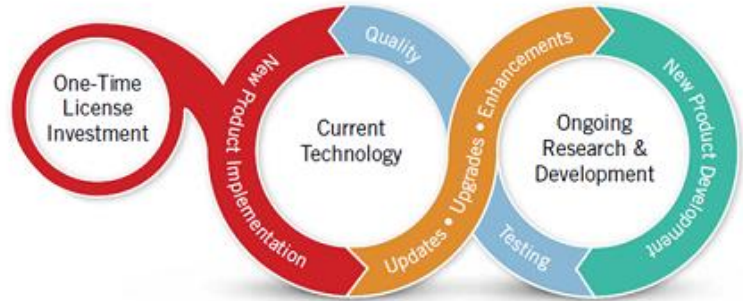 One-Time
License
Investment
New Product Implementation
Current
Technology
Quality
Updates • Upgrades • Enhancements
Ongoing
Research &
Development
Testing
New Product Development